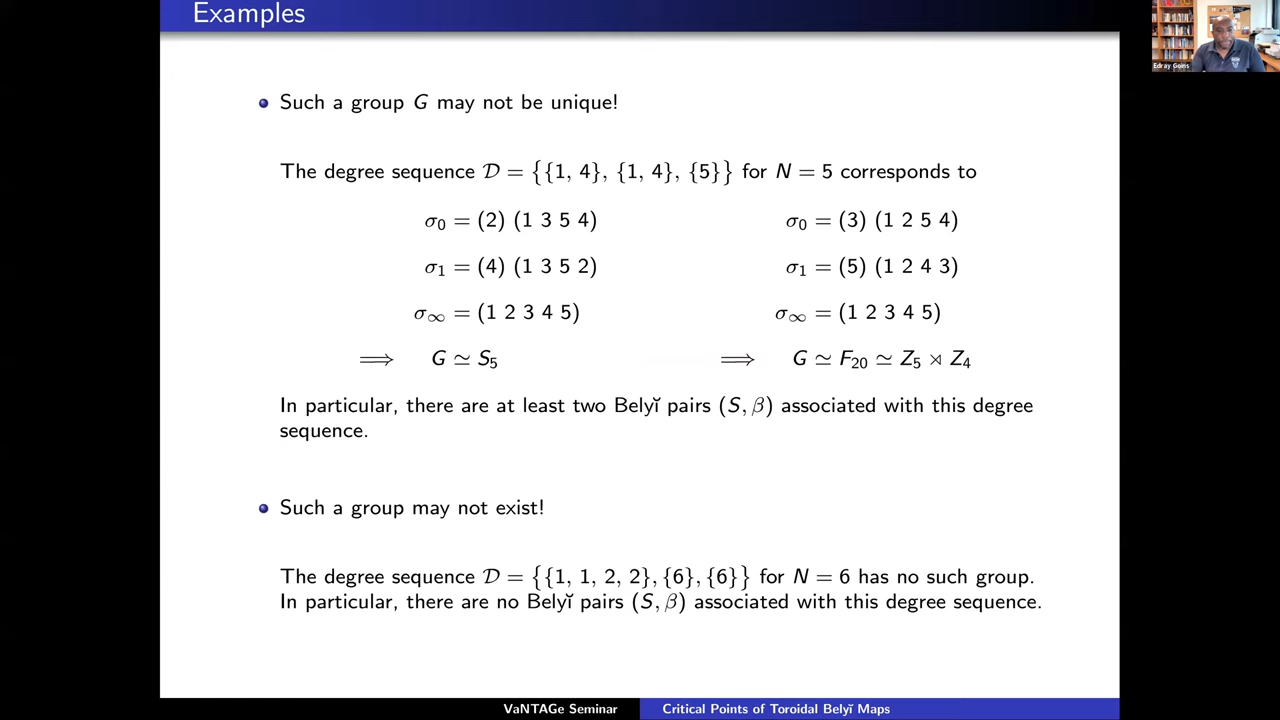 Examples
Edray Goins
Such a group G may not be unique!
The degree sequence 𝒟 = {{1, 4}, {1, 4}, {5}} for N = 5 corresponds to
σ₀ = (2) (1 3 5 4)    σ₀ = (3) (1 2 5 4)
σ₁ = (4) (1 3 5 2)    σ₁ = (5) (1 2 4 3)
σ∞ = (1 2 3 4 5)    σ∞ = (1 2 3 4 5)
⟹ G ≃ S₅    ⟹ G ≃ F₂₀ ≃ Z₅ ⋊ Z₄
In particular, there are at least two Belyĭ pairs (S, β) associated with this degree
sequence.
Such a group may not exist!
The degree sequence 𝒟 = {{1, 1, 2, 2}, {6}, {6}} for N = 6 has no such group.
In particular, there are no Belyĭ pairs (S, β) associated with this degree sequence.
VaNTAGe Seminar    Critical Points of Toroidal Belyĭ Maps